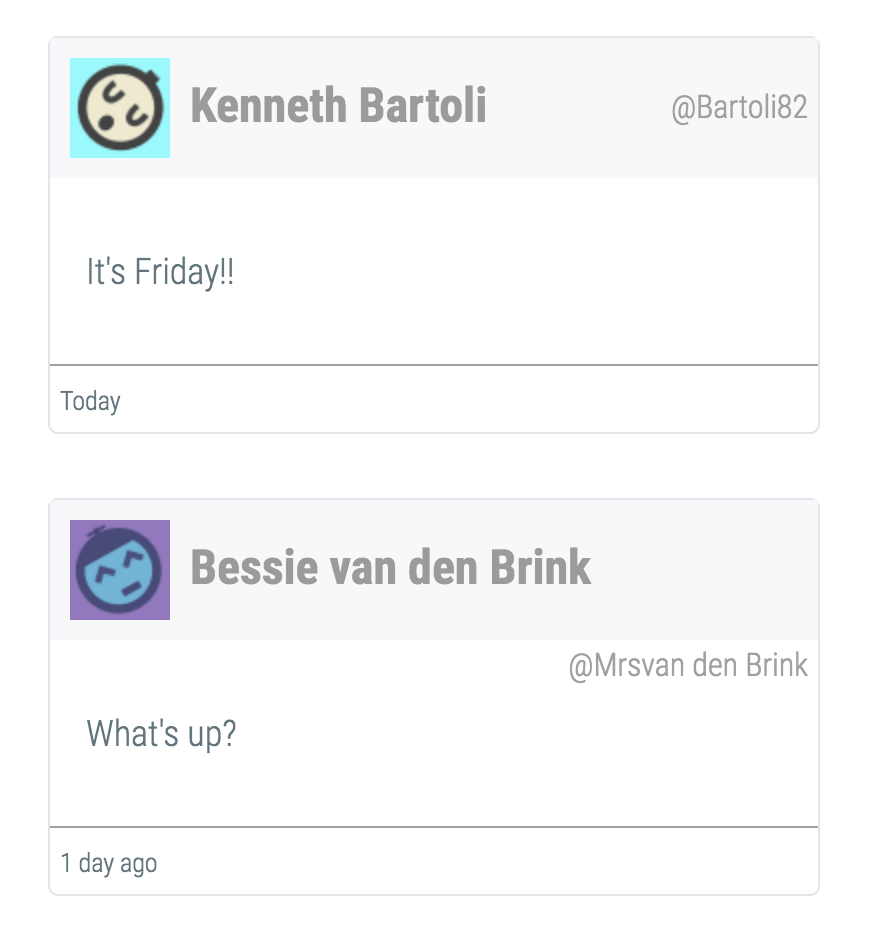 Kenneth Bartoli @Bartoli82
It's Friday!!
Today
Bessie van den Brink
@Mrsvan den Brink
What's up?
1 day ago